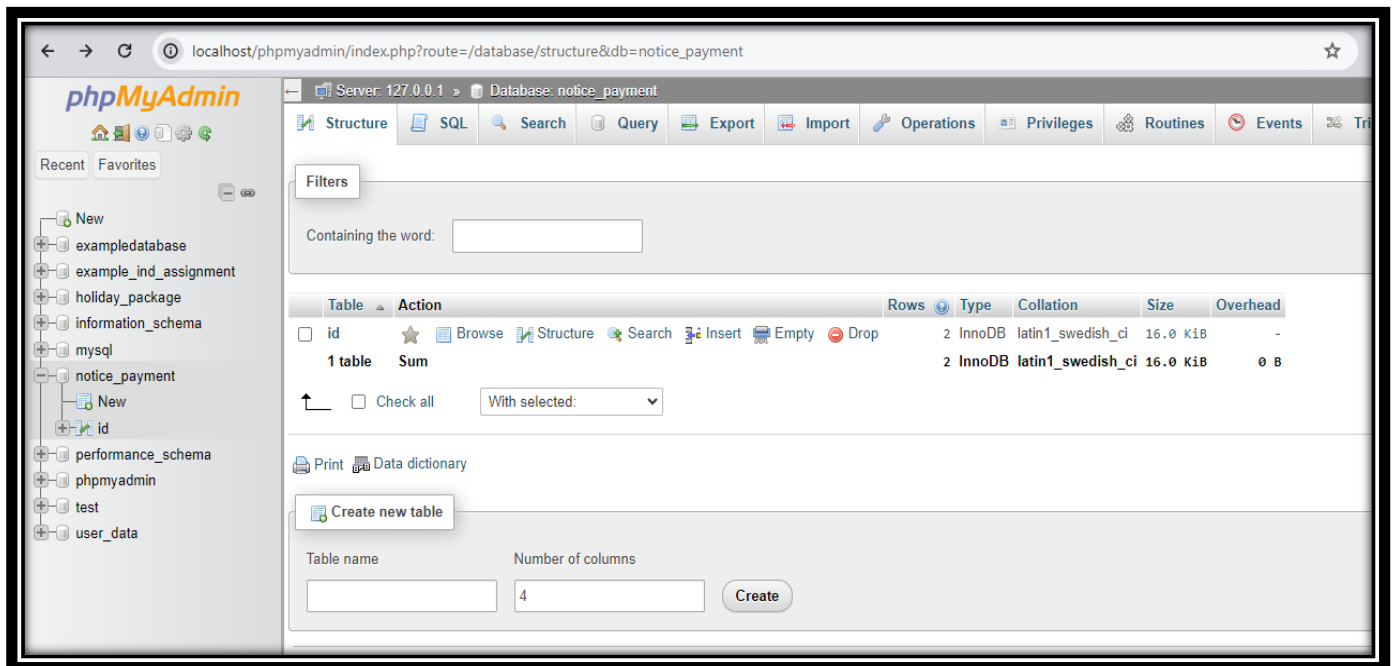 localhost/phpmyadmin/index.php?route=/database/structure&db=notice_payment
phpMyAdmin
Recent Favorites
New
exampledatabase
example_ind_assignment
holiday_package
information_schema
mysql
notice_payment
New
id
performance_schema
phpmyadmin
test
user_data
Server: 127.0.0.1 » Database: notice_payment
Structure SQL Search Query Export Import Operations Privileges Routines Events Tri
Filters
Containing the word:
Table Action Rows Type Collation Size Overhead
id Browse Structure Search Insert Empty Drop 2 InnoDB latin1_swedish_ci 16.0 KiB -
1 table Sum 2 InnoDB latin1_swedish_ci 16.0 KiB 0 B
Check all With selected:
Print Data dictionary
Create new table
Table name Number of columns
4 Create